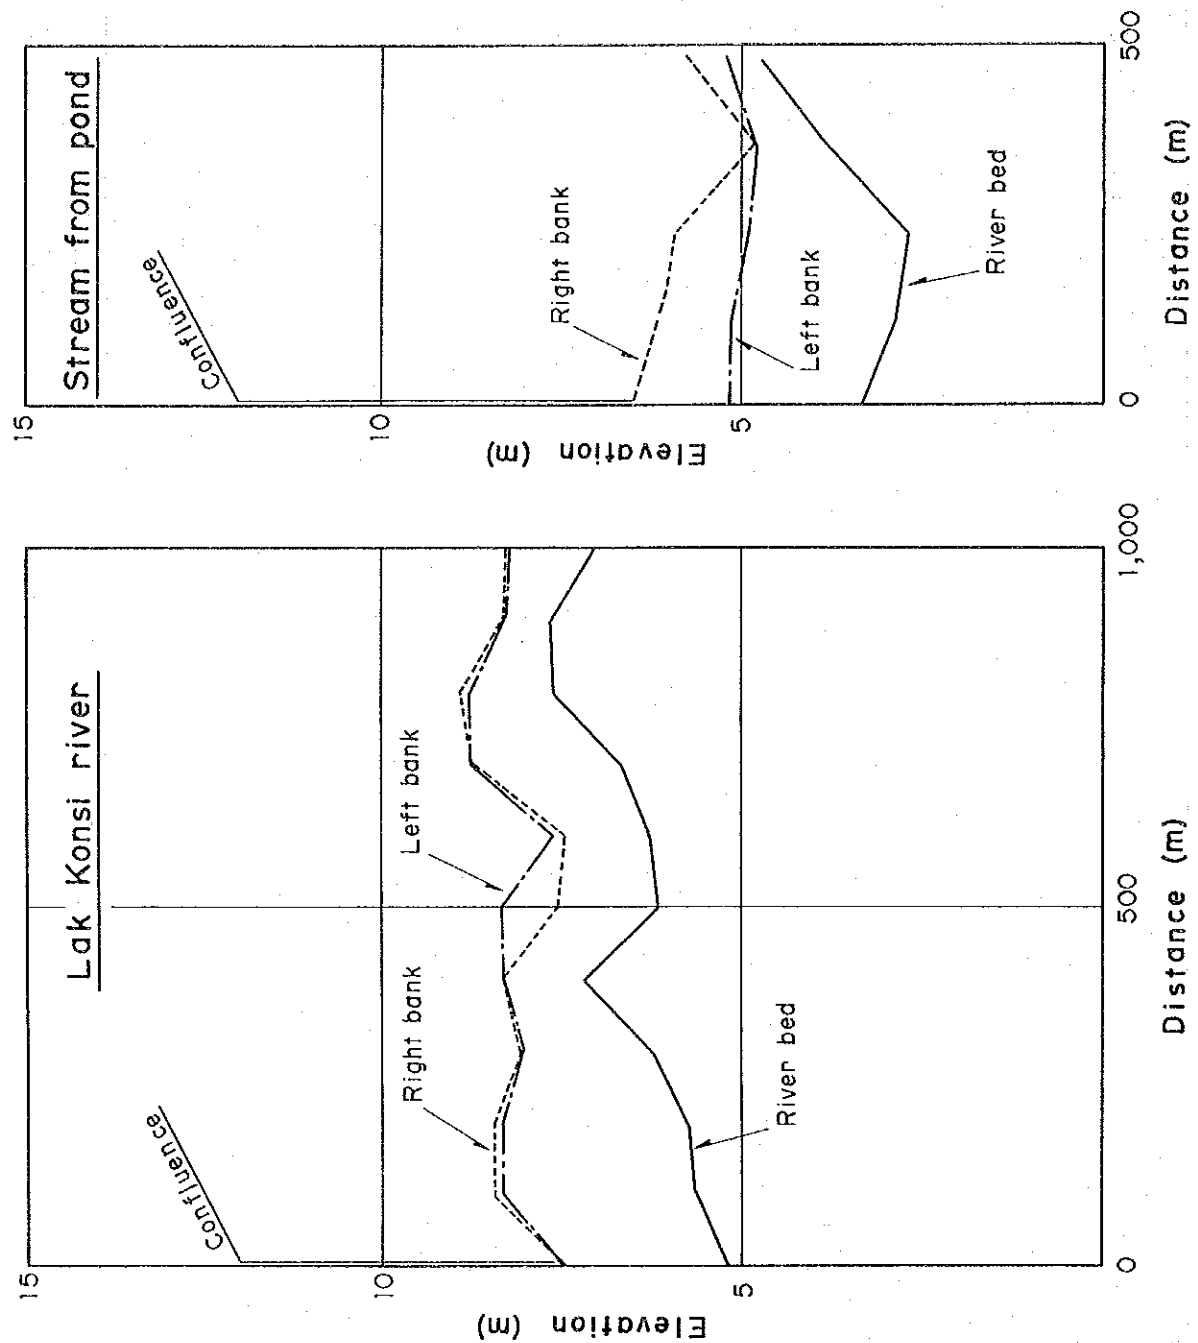 Lak Konsi river
Confluence
Right bank
Left bank
River bed
Elevation (m)
15
10
5
0
500
1,000
Distance (m)
Stream from pond
Confluence
Right bank
Left bank
River bed
Elevation (m)
15
10
5
0
500
Distance (m)